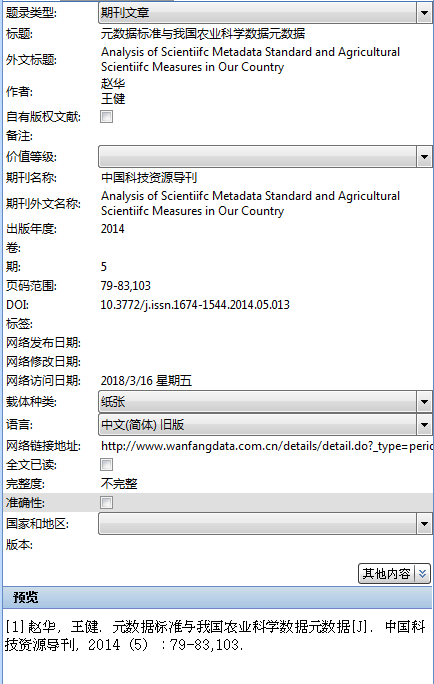 题录类型: 期刊文章
标题: 元数据标准与我国农业科学数据元数据
外文标题: Analysis of Scientiifc Metadata Standard and Agricultural
Scientiifc Measures in Our Country
作者: 赵华
王健
自有版权文献:
备注:
价值等级:
期刊名称: 中国科技资源导刊
期刊外文名称: Analysis of Scientiifc Metadata Standard and Agricultural
Scientiifc Measures in Our Country
出版年度: 2014
卷:
期: 5
页码范围: 79-83,103
DOI: 10.3772/j.issn.1674-1544.2014.05.013
标签:
网络发布日期:
网络修改日期:
网络访问日期: 2018/3/16 星期五
载体种类: 纸张
语言: 中文(简体) 旧版
网络链接地址: http://www.wanfangdata.com.cn/details/detail.do?_type=perio
全文已读:
完整度: 不完整
准确性:
国家和地区:
版本:
其他内容
预览
[1] 赵华, 王健. 元数据标准与我国农业科学数据元数据[J]. 中国科
技资源导刊, 2014 (5) :79-83,103.